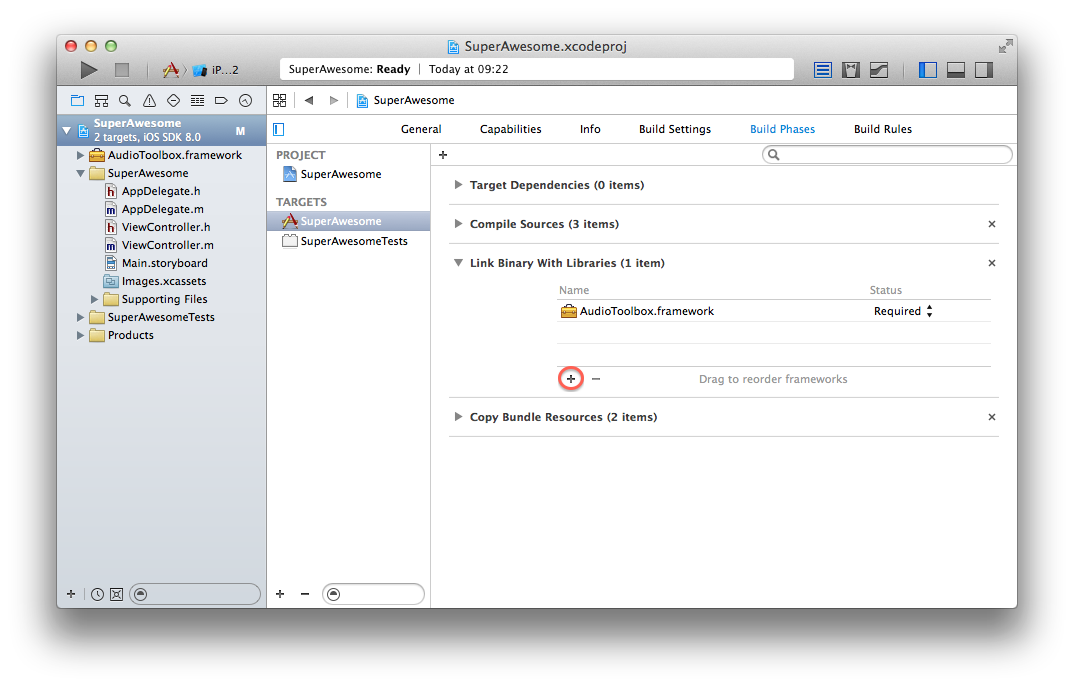 SuperAwesome.xcodeproj
iP...2
SuperAwesome: Ready | Today at 09:22
SuperAwesome
SuperAwesome
2 targets, iOS SDK 8.0
M
AudioToolbox.framework
SuperAwesome
h AppDelegate.h
m AppDelegate.m
h ViewController.h
m ViewController.m
Main.storyboard
Images.xcassets
Supporting Files
SuperAwesomeTests
Products
General Capabilities Info Build Settings Build Phases Build Rules
PROJECT
SuperAwesome
TARGETS
SuperAwesome
SuperAwesomeTests
Target Dependencies (0 items)
Compile Sources (3 items)
Link Binary With Libraries (1 item)
Name Status
AudioToolbox.framework Required
Drag to reorder frameworks
Copy Bundle Resources (2 items)